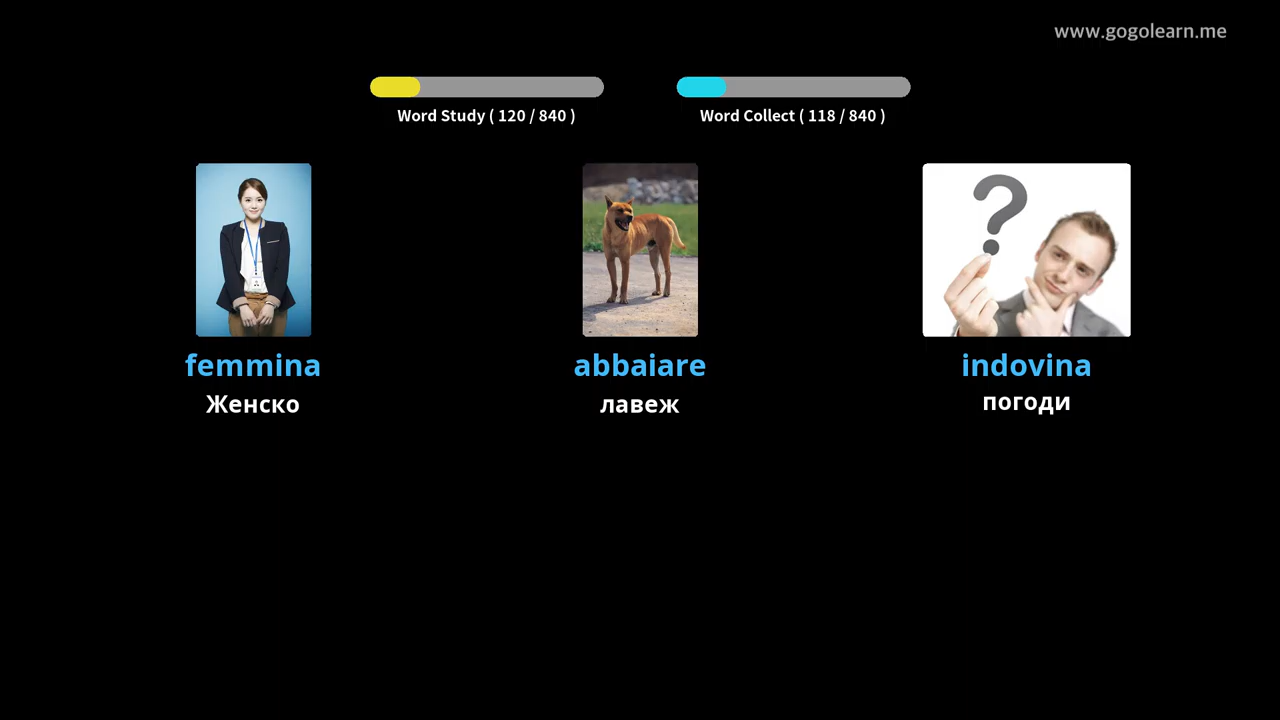 www.gogolearn.me
Word Study ( 120 / 840 )
Word Collect ( 118 / 840 )
femmina
Женско
abbaiare
лавеж
indovina
погоди